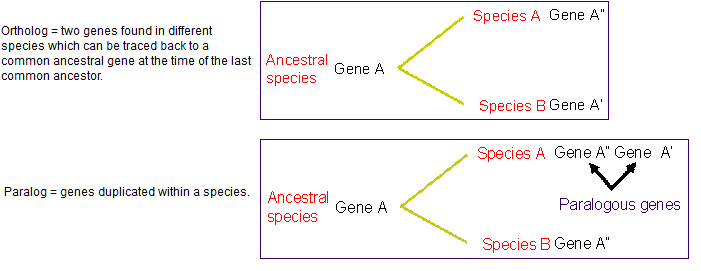 Ortholog = two genes found in different
species which can be traced back to a
common ancestral gene at the time of the last
common ancestor.
Species A Gene A"
Ancestral
species
Gene A
Species B Gene A'
Paralog = genes duplicated within a species.
Species A Gene A" Gene A'
Paralogous genes
Ancestral
species
Gene A
Species B Gene A"